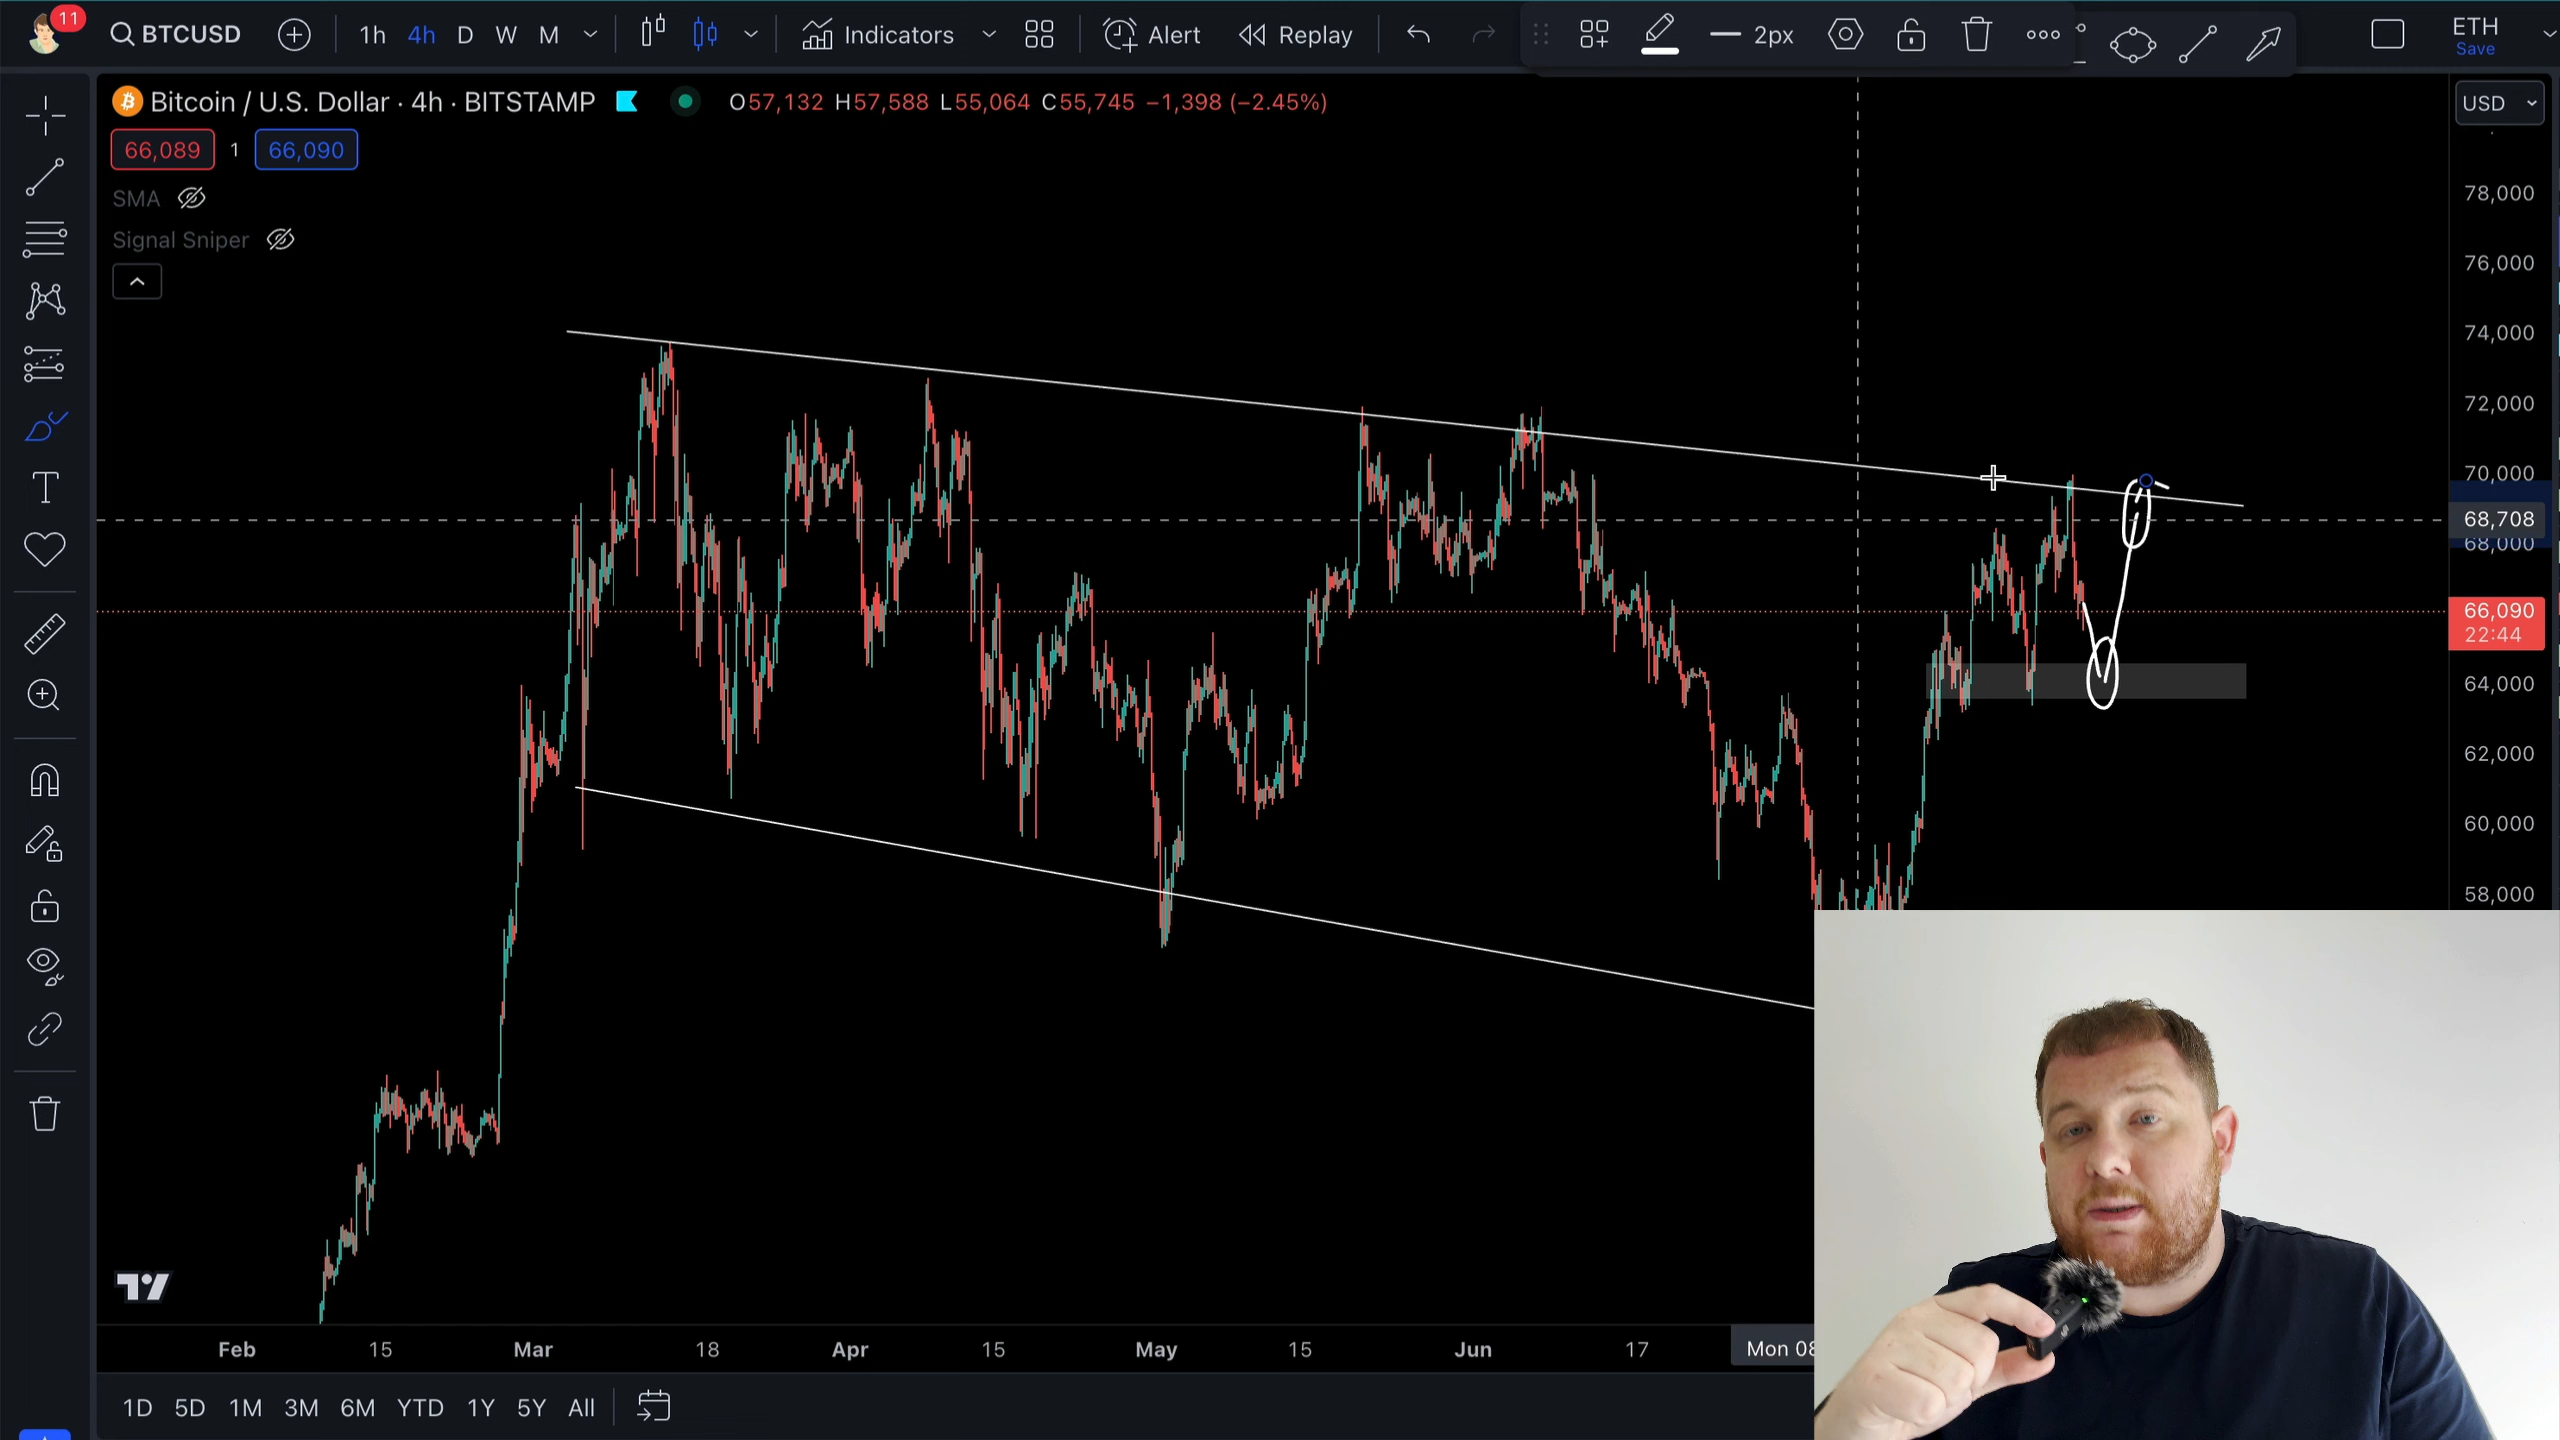 11 BTCUSD 1h 4h D W M Indicators Alert Replay 2px ETH
Save
Bitcoin / U.S. Dollar · 4h · BITSTAMP O57,132 H57,588 L55,064 C55,745 −1,398 (−2.45%) USD
66,089 1 66,090
SMA
Signal Sniper
78,000
76,000
74,000
72,000
70,000
68,708
68,000
66,090
22:44
64,000
62,000
60,000
58,000
Feb 15 Mar 18 Apr 15 May 15 Jun 17 Mon 08
1D 5D 1M 3M 6M YTD 1Y 5Y All